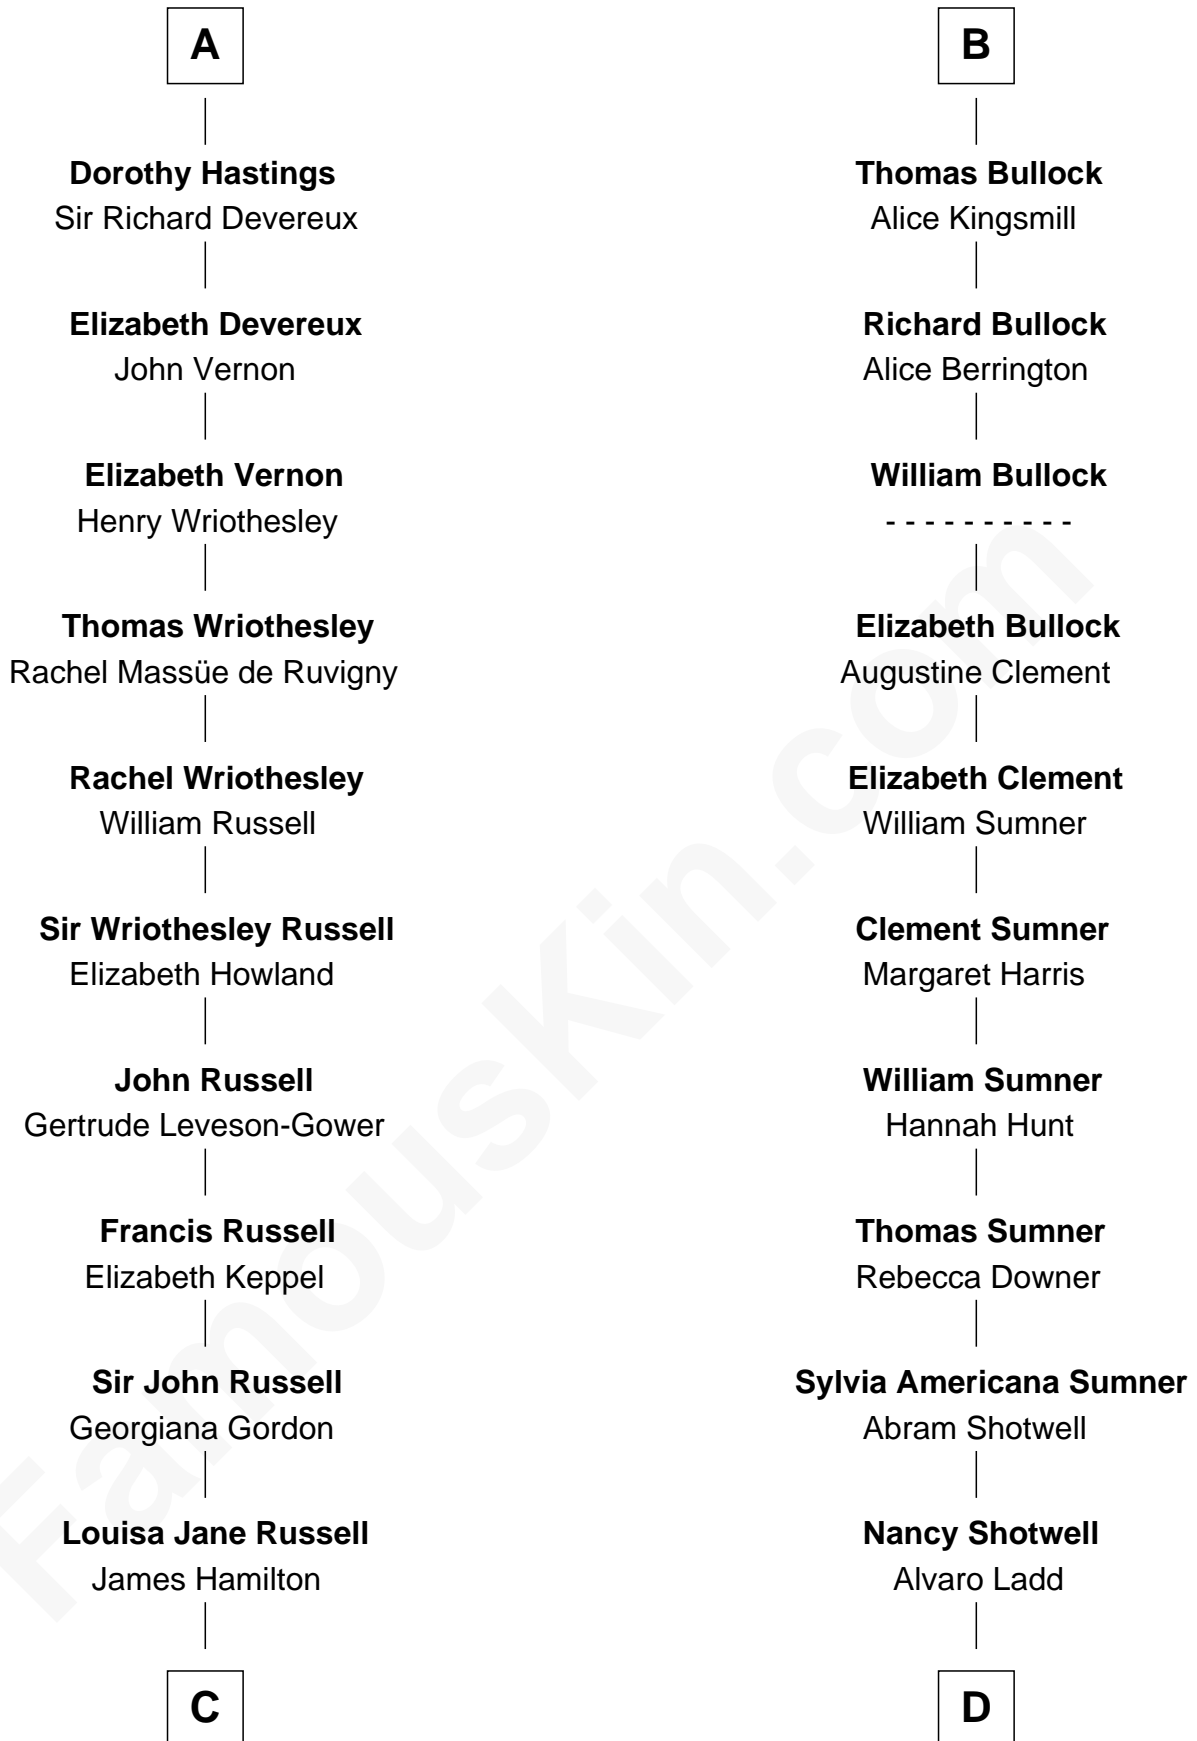 A
Dorothy Hastings
Sir Richard Devereux
Elizabeth Devereux
John Vernon
Elizabeth Vernon
Henry Wriothesley
Thomas Wriothesley
Rachel Massüe de Ruvigny
Rachel Wriothesley
William Russell
Sir Wriothesley Russell
Elizabeth Howland
John Russell
Gertrude Leveson-Gower
Francis Russell
Elizabeth Keppel
Sir John Russell
Georgiana Gordon
Louisa Jane Russell
James Hamilton
C
B
Thomas Bullock
Alice Kingsmill
Richard Bullock
Alice Berrington
William Bullock
- - - - - - - - - -
Elizabeth Bullock
Augustine Clement
Elizabeth Clement
William Sumner
Clement Sumner
Margaret Harris
William Sumner
Hannah Hunt
Thomas Sumner
Rebecca Downer
Sylvia Americana Sumner
Abram Shotwell
Nancy Shotwell
Alvaro Ladd
D
FamousKin.com